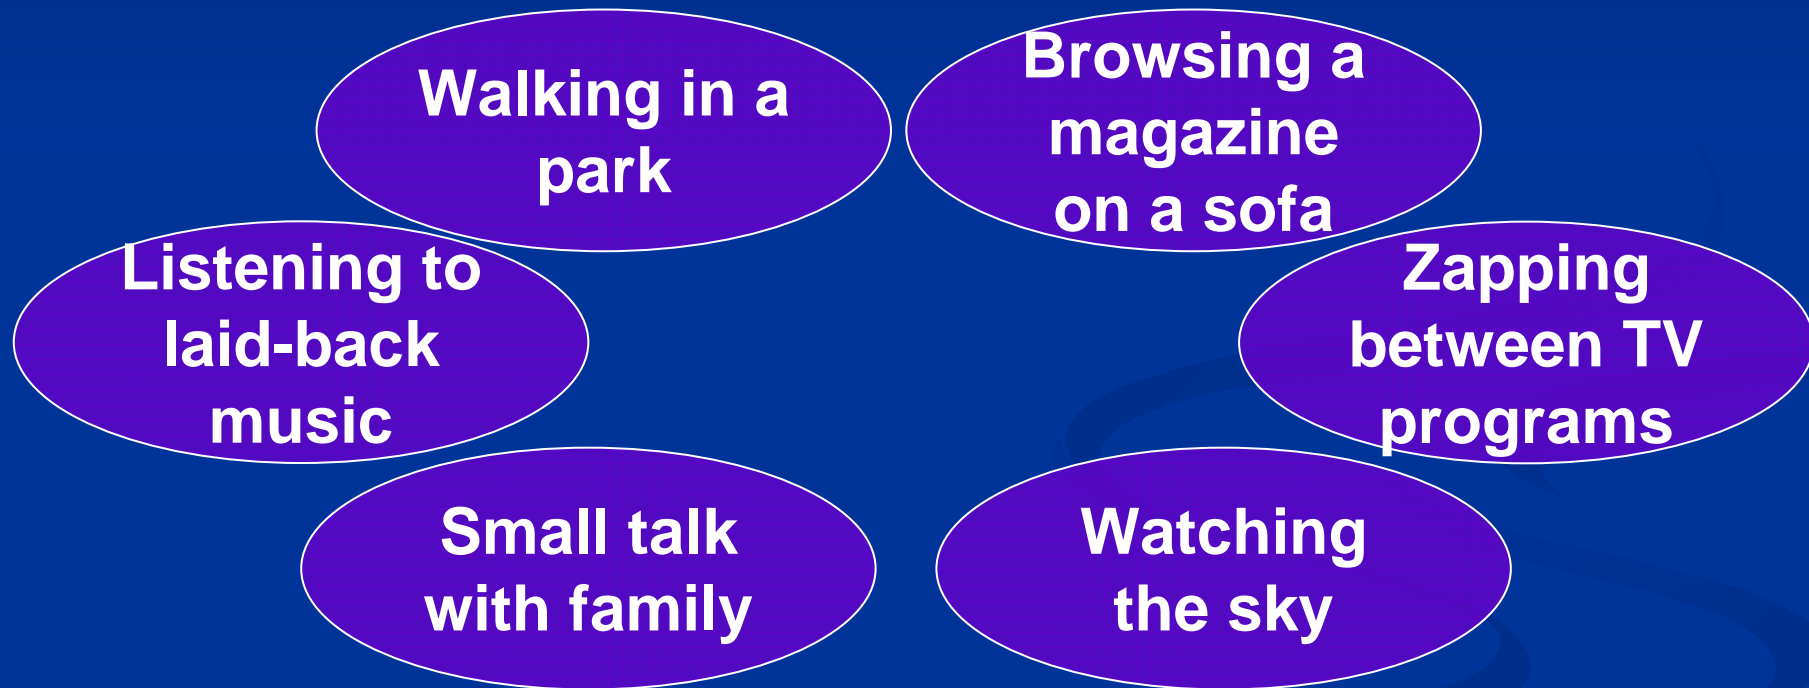 Walking in a
park
Browsing a
magazine
on a sofa
Listening to
laid-back
music
Zapping
between TV
programs
Small talk
with family
Watching
the sky